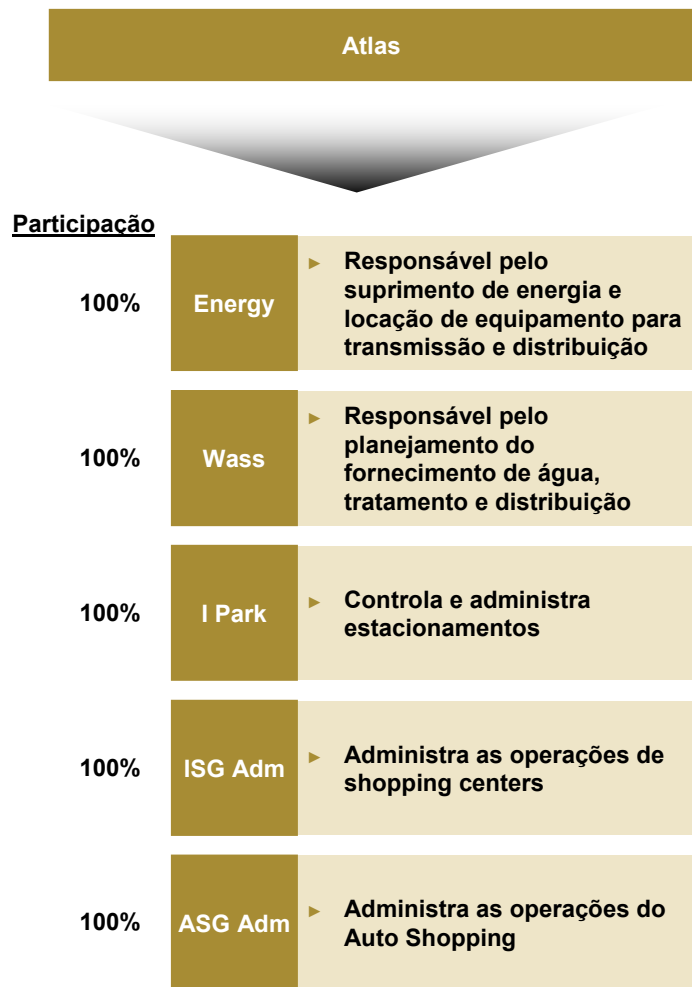 Atlas
Participação
100%
Energy
► Responsável pelo
suprimento de energia e
locação de equipamento para
transmissão e distribuição
100%
Wass
► Responsável pelo
planejamento do
fornecimento de água,
tratamento e distribuição
100%
I Park
► Controla e administra
estacionamentos
100%
ISG Adm
► Administra as operações de
shopping centers
100%
ASG Adm
► Administra as operações do
Auto Shopping